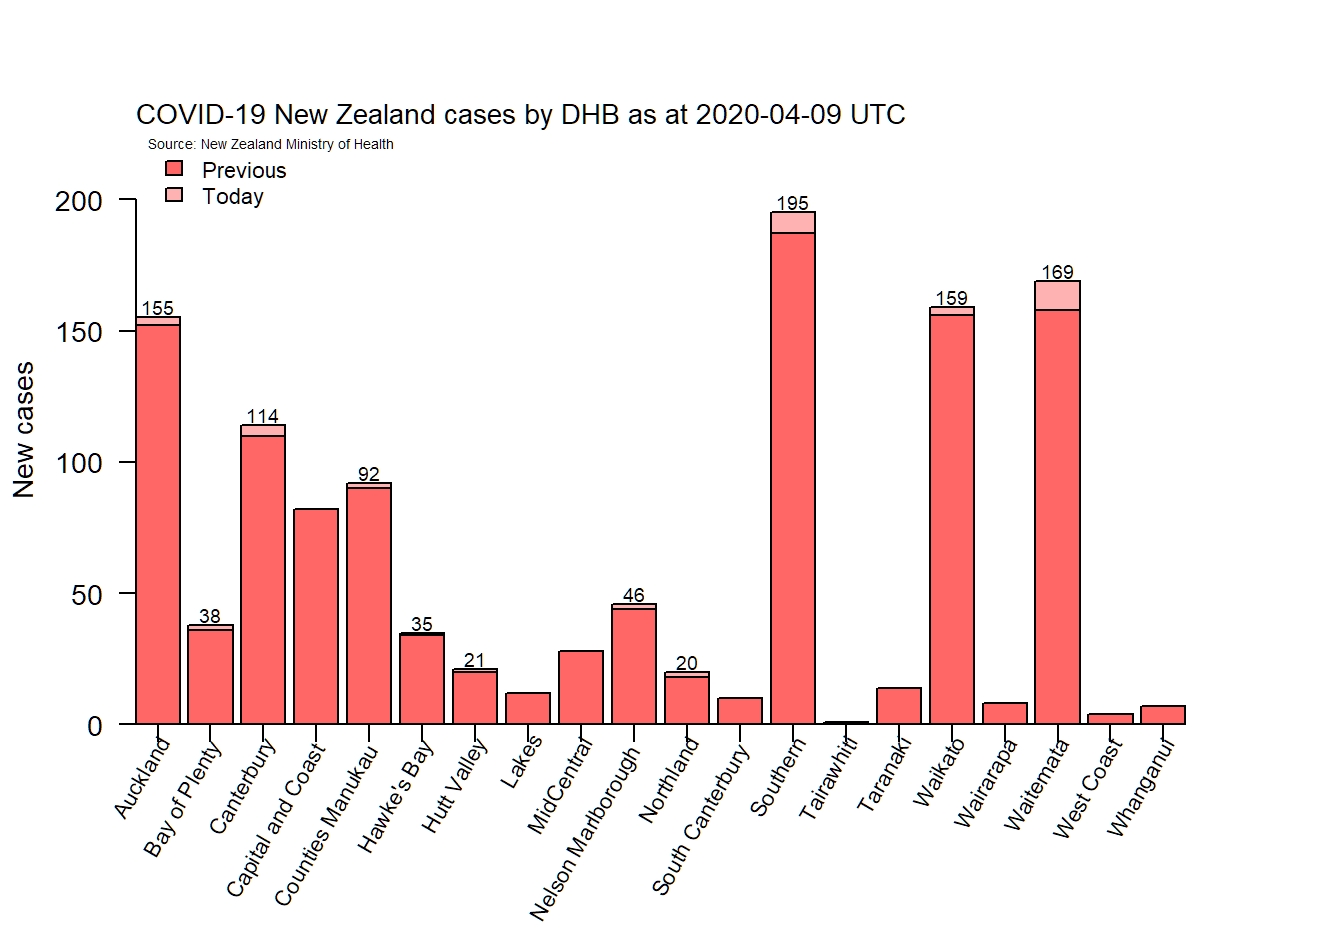 COVID-19 New Zealand cases by DHB as at 2020-04-09 UTC
Source: New Zealand Ministry of Health
Previous
Today
New cases
200
150
100
50
0
155
38
114
92
35
21
46
20
195
159
169
Auckland
Bay of Plenty
Canterbury
Capital and Coast
Counties Manukau
Hawke's Bay
Hutt Valley
Lakes
MidCentral
Nelson Marlborough
Northland
South Canterbury
Southern
Tairawhiti
Taranaki
Waikato
Wairarapa
Waitemata
West Coast
Whanganui